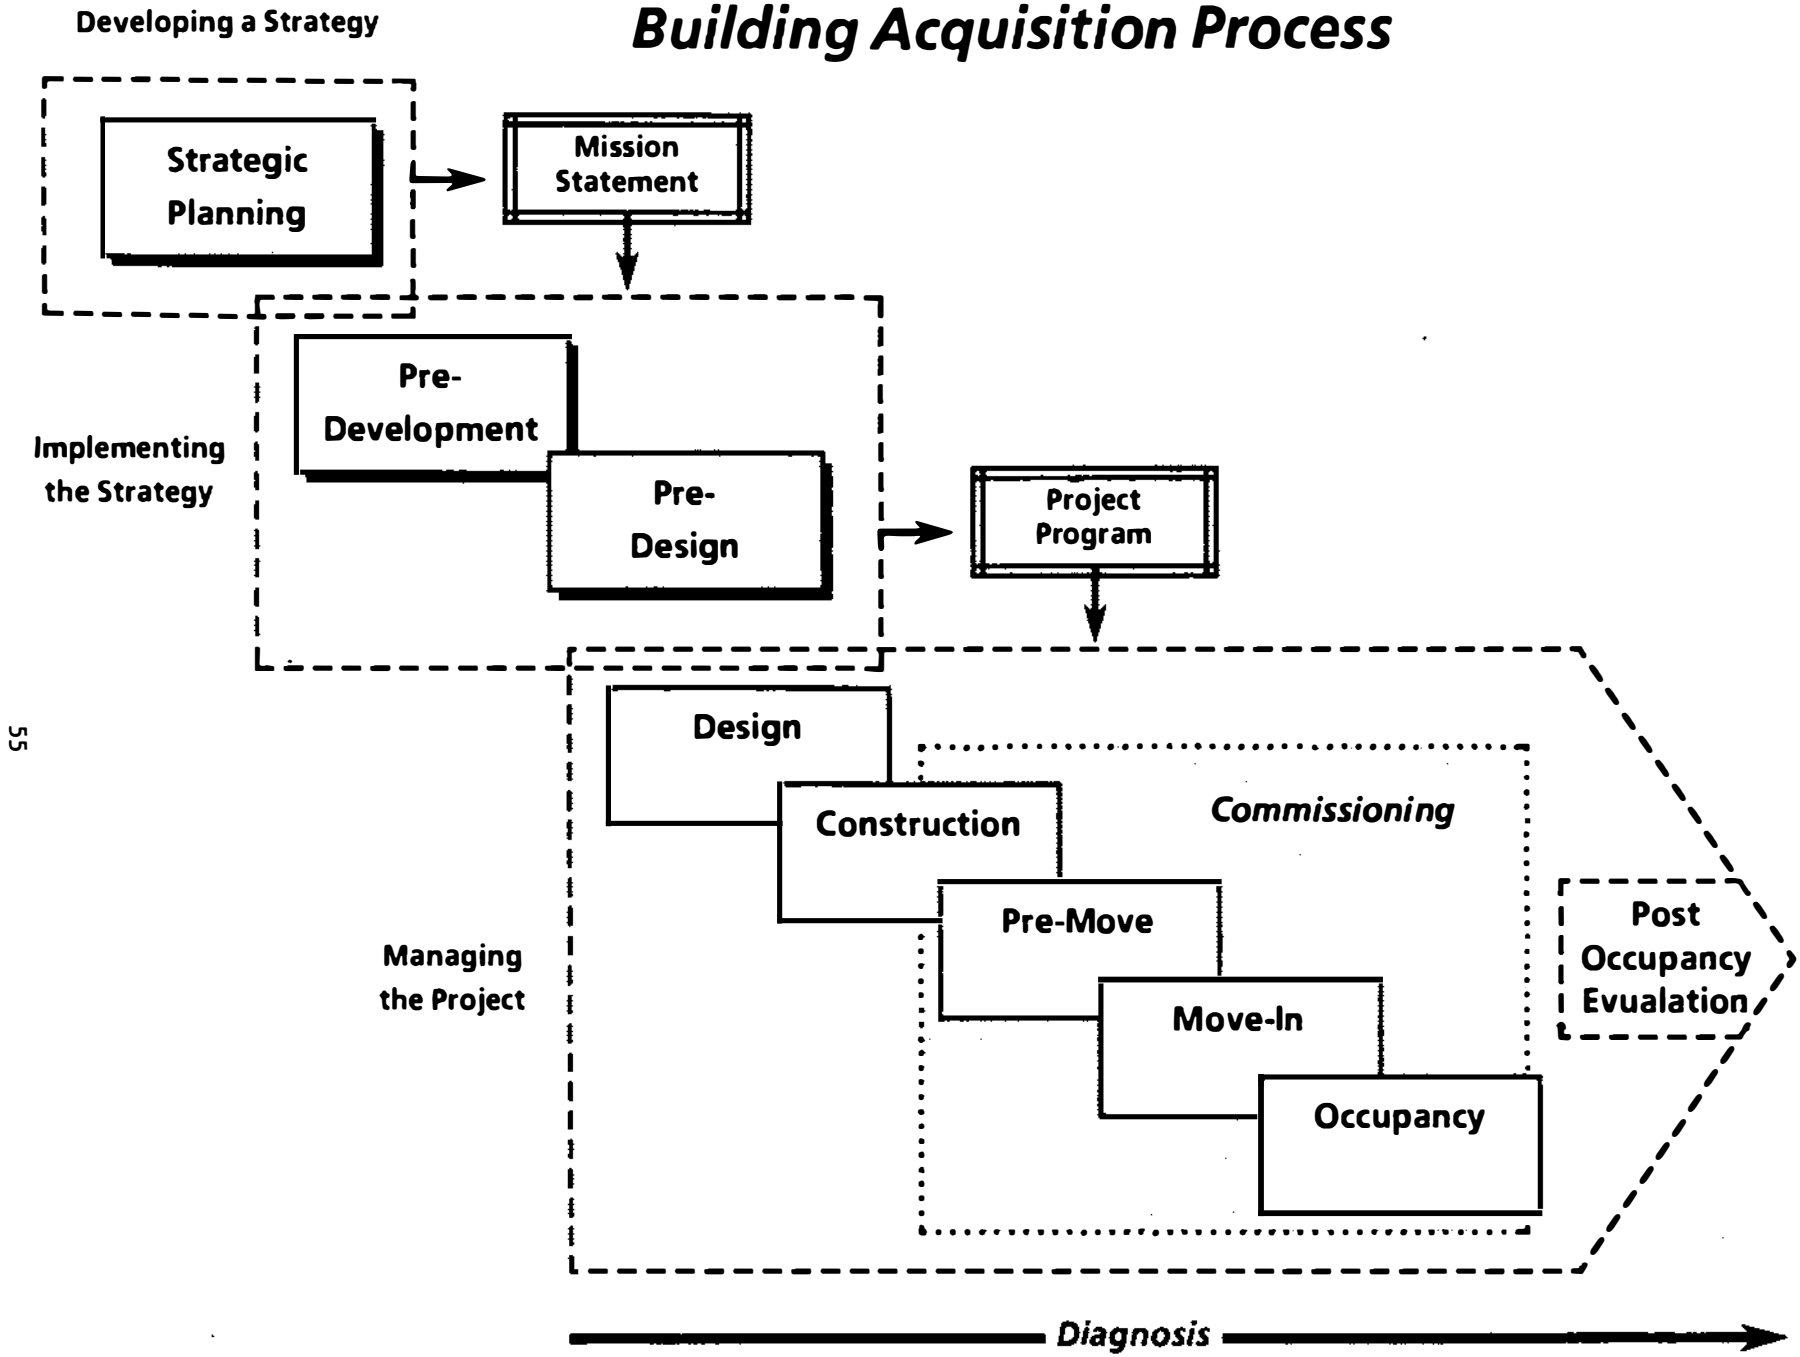 Developing a Strategy
Building Acquisition Process
Strategic
Planning
Mission
Statement
Pre-
Development
Implementing
the Strategy
Pre-
Design
Project
Program
55
Design
Construction
Commissioning
Pre-Move
Managing
the Project
Move-In
Post
Occupancy
Evualation
Occupancy
Diagnosis